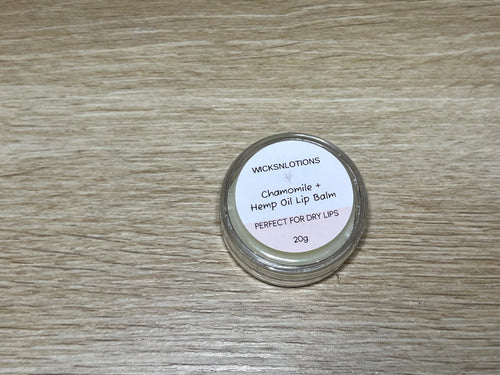 WICKSNLOTIONS
Chamomile +
Hemp Oil Lip Balm
PERFECT FOR DRY LIPS
20g